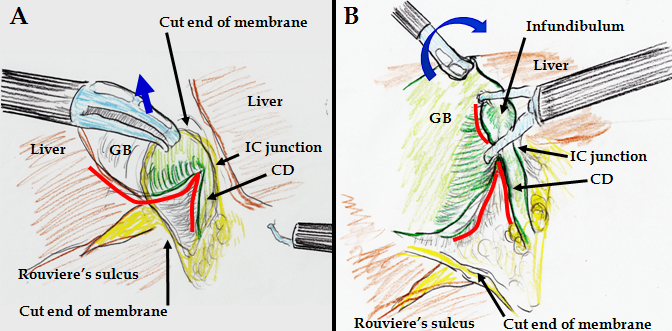 A
Cut end of membrane
Liver
Liver
GB
IC junction
CD
Rouviere's sulcus
Cut end of membrane
B
Infundibulum
Liver
GB
IC junction
CD
Rouviere's sulcus
Cut end of membrane